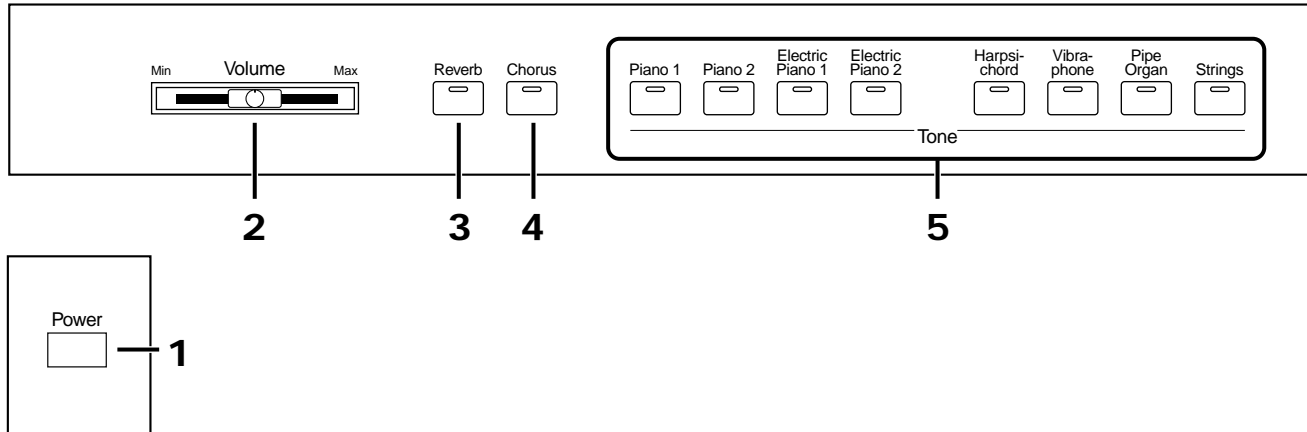 Min Volume Max
Reverb
Chorus
Piano 1
Piano 2
Electric
Piano 1
Electric
Piano 2
Harpsi-
chord
Vibra-
phone
Pipe
Organ
Strings
Tone
2
3
4
5
Power
1